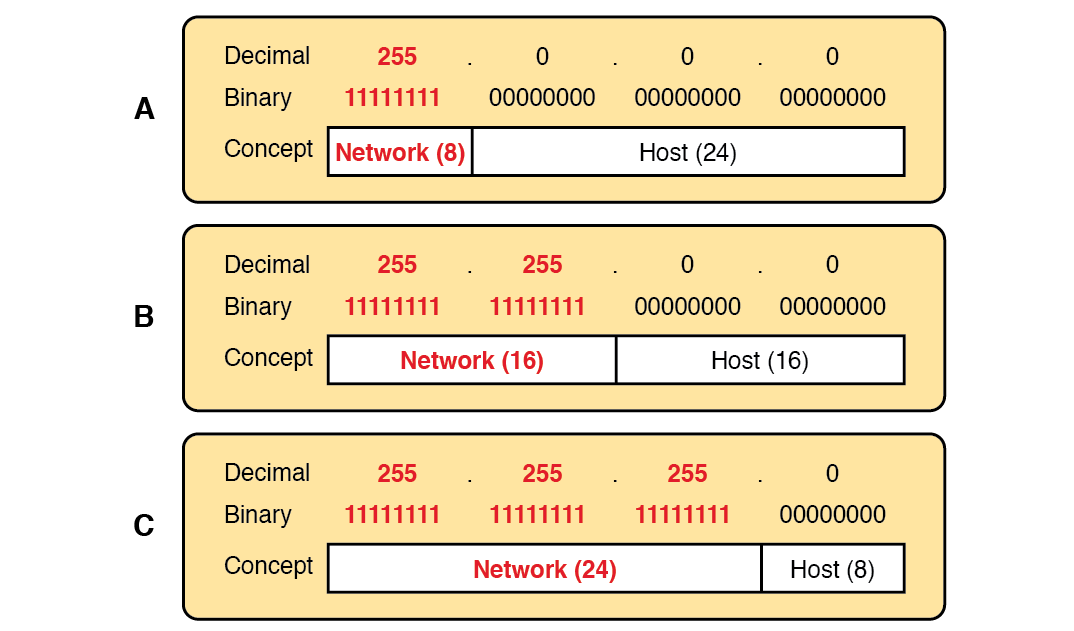 A
Decimal 255 . 0 . 0 . 0
Binary 11111111 00000000 00000000 00000000
Concept Network (8) Host (24)
B
Decimal 255 . 255 . 0 . 0
Binary 11111111 11111111 00000000 00000000
Concept Network (16) Host (16)
C
Decimal 255 . 255 . 255 . 0
Binary 11111111 11111111 11111111 00000000
Concept Network (24) Host (8)